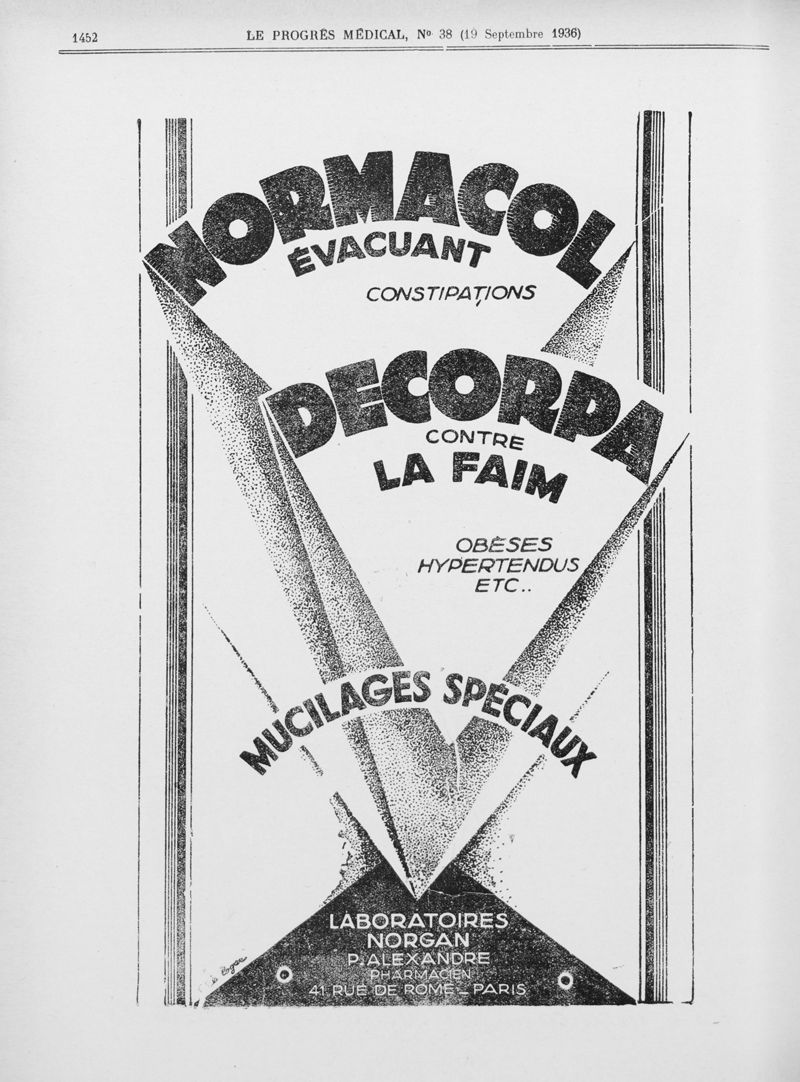 1452
LE PROGRÈS MÉDICAL, No 38 (19 Septembre 1936)
NORMACOL
ÉVACUANT
CONSTIPATIONS
DECORPA
CONTRE
LA FAIM
OBÈSES
HYPERTENDUS
ETC..
MUCILAGES SPÉCIAUX
LABORATOIRES
NORGAN
P. ALEXANDRE
PHARMACIEN
41 RUE DE ROME _ PARIS